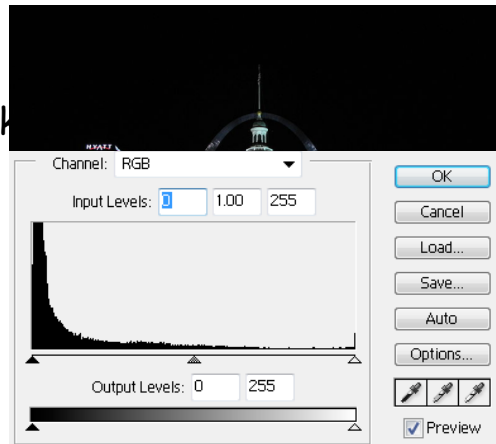 HYATT
Channel: RGB
Input Levels: 0 1.00 255
Output Levels: 0 255
OK
Cancel
Load...
Save...
Auto
Options...
Preview